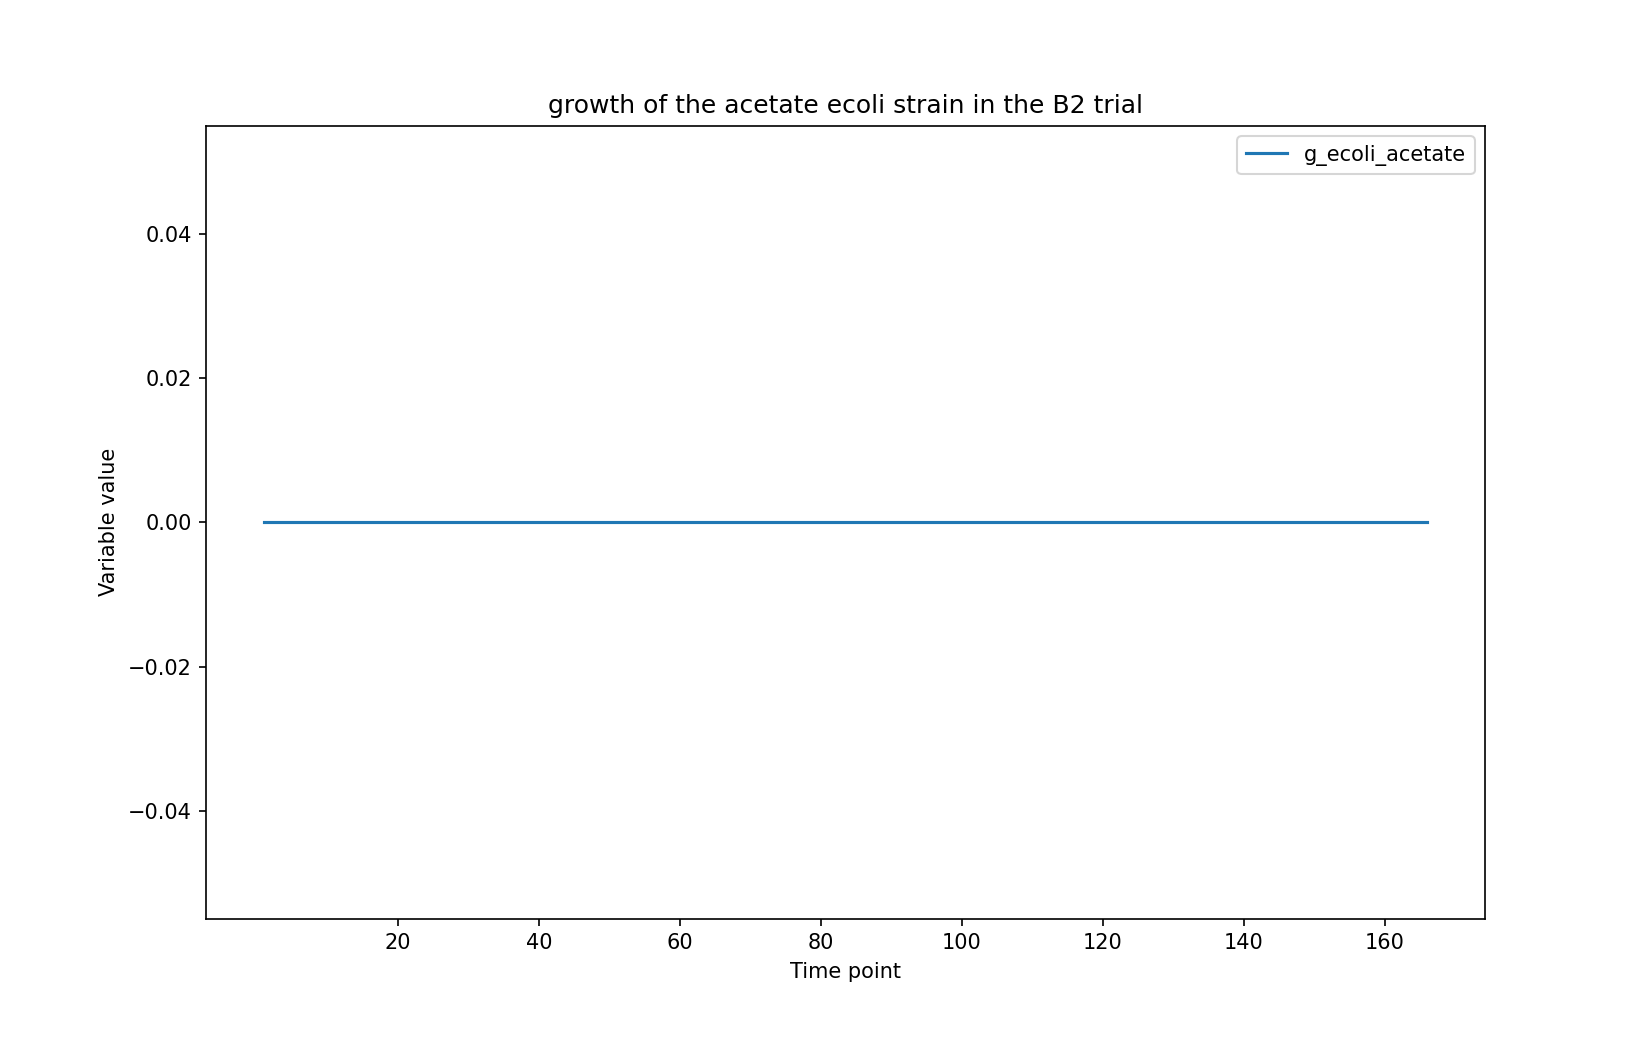 growth of the acetate ecoli strain in the B2 trial
g_ecoli_acetate
0.04
0.02
0.00
−0.02
−0.04
Variable value
20 40 60 80 100 120 140 160
Time point